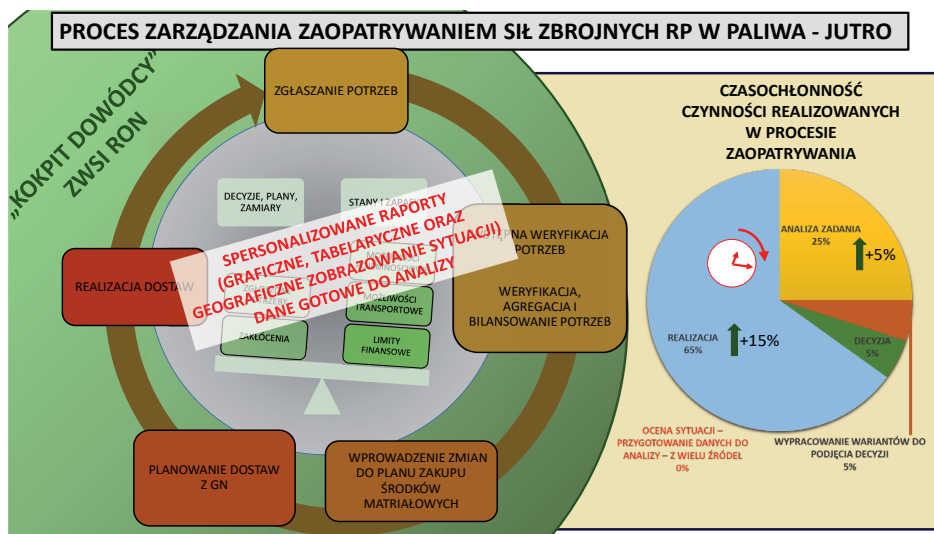 PROCES ZARZĄDZANIA ZAOPATRYWANIEM SIŁ ZBROJNYCH RP W PALIWA - JUTRO
„KOKPIT DOWÓDCY”
ZWSI RON
ZGŁASZANIE POTRZEB
DECYZJE, PLANY,
ZAMIARY
STANY I ZAPASY
SPERSONALIZOWANE RAPORTY
(GRAFICZNE, TABELARYCZNE ORAZ
GEOGRAFICZNE ZOBRAZOWANIE SYTUACJI)
DANE GOTOWE DO ANALIZY
TRANSPORTOWE
ZAKŁÓCENIA
LIMITY
FINANSOWE
WERYFIKACJA
POTRZEB
WERYFIKACJA,
AGREGACJA I
BILANSOWANIE POTRZEB
REALIZACJA DOSTAW
PLANOWANIE DOSTAW
Z GN
WPROWADZENIE ZMIAN
DO PLANU ZAKUPU
ŚRODKÓW
MATRIAŁOWYCH
CZASOCHŁONNOŚĆ
CZYNNOŚCI REALIZOWANYCH
W PROCESIE
ZAOPATRYWANIA
ANALIZA ZADANIA
25%
+5%
REALIZACJA
65%
+15%
DECYZJA
5%
OCENA SYTUACJI –
PRZYGOTOWANIE DANYCH DO
ANALIZY – Z WIELU ŹRÓDEŁ
0%
WYPRACOWANIE WARIANTÓW DO
PODJĘCIA DECYZJI
5%